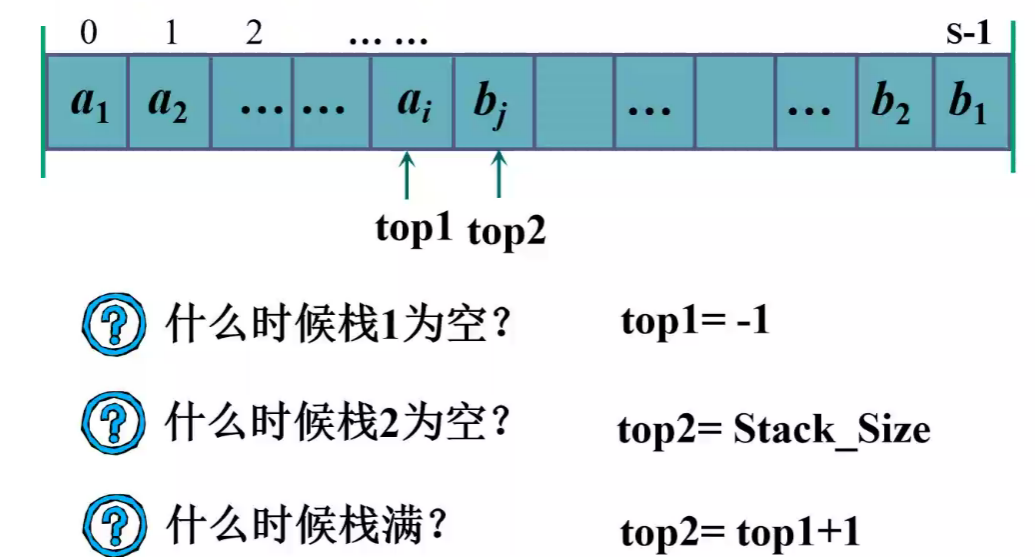 0 1 2 … … s-1
a₁ a₂ … … aᵢ bⱼ … … b₂ b₁
top1 top2
什么时候栈1为空? top1= -1
什么时候栈2为空? top2= Stack_Size
什么时候栈满? top2= top1+1